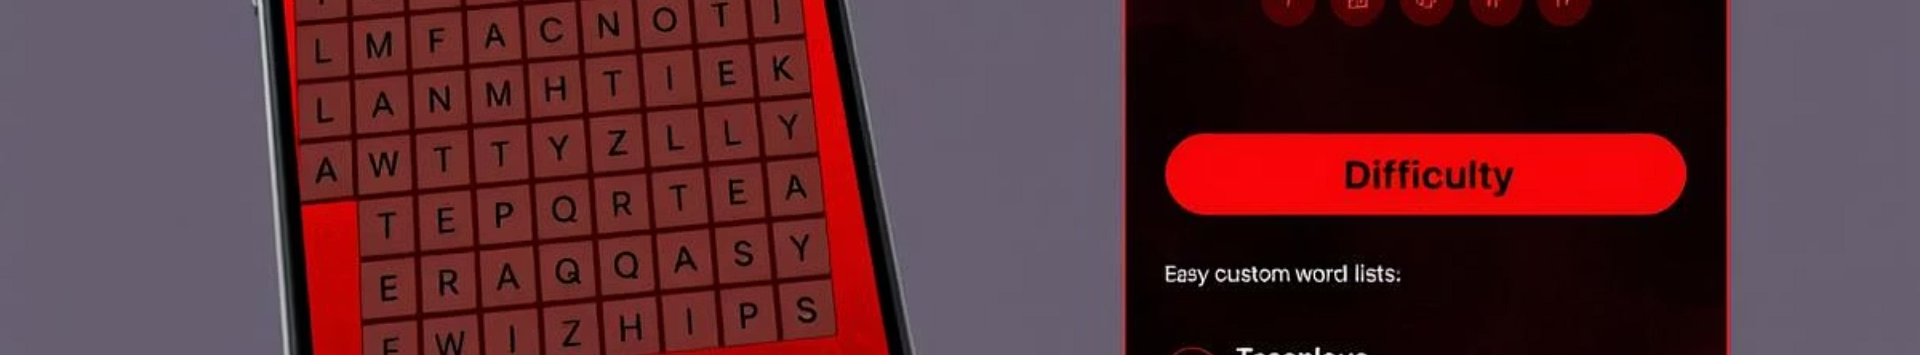 L M F A C N O T J
L A N M H T I E K
A W T T Y Z L L Y
T E P Q R T E A
E R A Q Q A S Y
W I Z H I P S
Difficulty
Easy custom word lists: